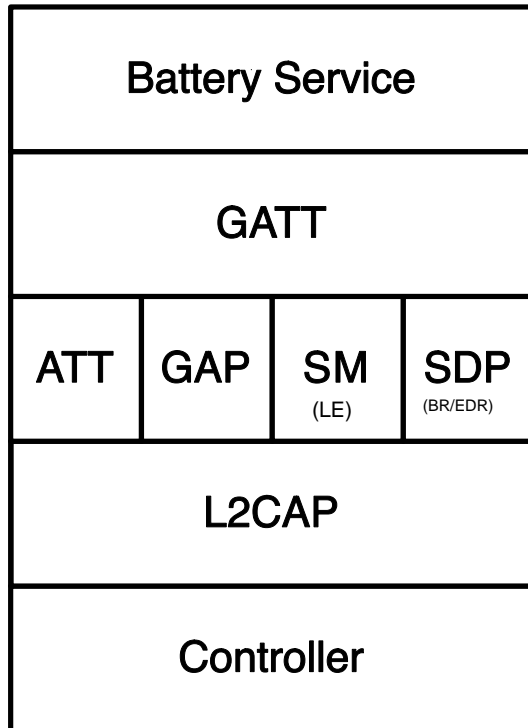 Battery Service
GATT
ATT GAP SM SDP
(LE) (BR/EDR)
L2CAP
Controller